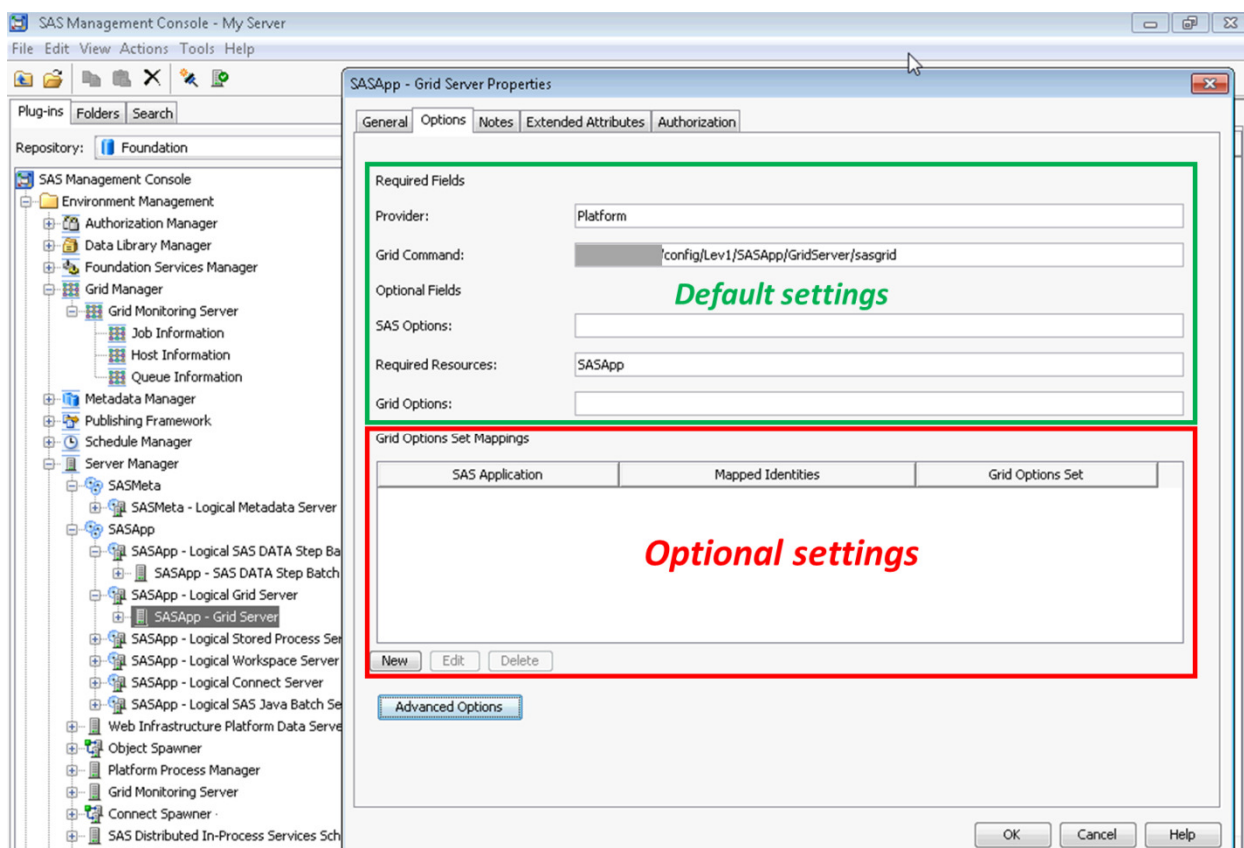 SAS Management Console - My Server
File Edit View Actions Tools Help
Plug-ins Folders Search
Repository: Foundation
SAS Management Console
Environment Management
Authorization Manager
Data Library Manager
Foundation Services Manager
Grid Manager
Grid Monitoring Server
Job Information
Host Information
Queue Information
Metadata Manager
Publishing Framework
Schedule Manager
Server Manager
SASMeta
SASMeta - Logical Metadata Server
SASApp
SASApp - Logical SAS DATA Step Ba
SASApp - SAS DATA Step Batch
SASApp - Logical Grid Server
SASApp - Grid Server
SASApp - Logical Stored Process Ser
SASApp - Logical Workspace Server
SASApp - Logical Connect Server
SASApp - Logical SAS Java Batch Se
Web Infrastructure Platform Data Serve
Object Spawner
Platform Process Manager
Grid Monitoring Server
Connect Spawner
SAS Distributed In-Process Services Sch
SASApp - Grid Server Properties
General Options Notes Extended Attributes Authorization
Required Fields
Provider: Platform
Grid Command: /config/Lev1/SASApp/GridServer/sasgrid
Optional Fields
Default settings
SAS Options:
Required Resources: SASApp
Grid Options:
Grid Options Set Mappings
SAS Application Mapped Identities Grid Options Set
Optional settings
New Edit Delete
Advanced Options
OK Cancel Help